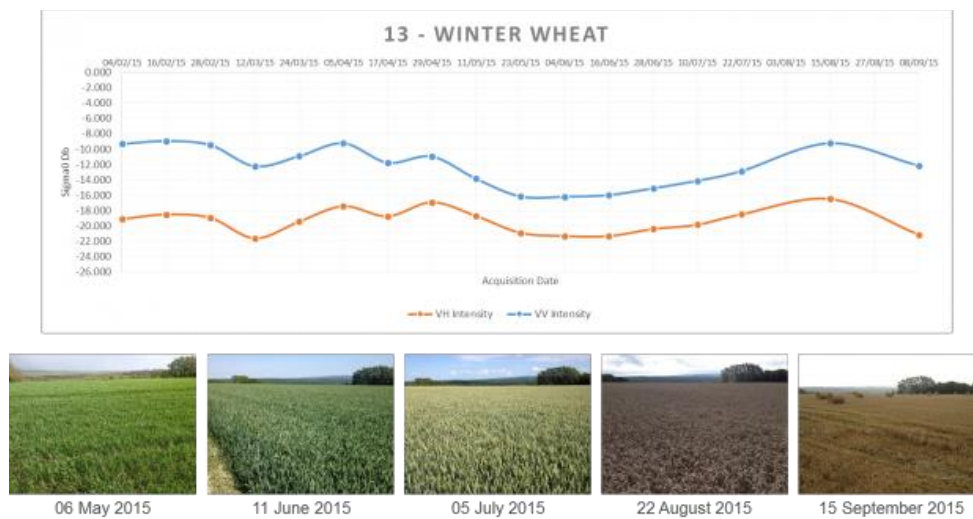 13 - WINTER WHEAT
04/02/15 16/02/15 28/02/15 12/03/15 24/03/15 05/04/15 17/04/15 29/04/15 11/05/15 23/05/15 04/06/15 16/06/15 28/06/15 10/07/15 22/07/15 03/08/15 15/08/15 27/08/15 08/09/15
0.000
-2.000
-4.000
-6.000
-8.000
-10.000
-12.000
-14.000
-16.000
-18.000
-20.000
-22.000
-24.000
-26.000
Sigma0 Db
Acquisition Date
VH Intensity VV Intensity
06 May 2015 11 June 2015 05 July 2015 22 August 2015 15 September 2015